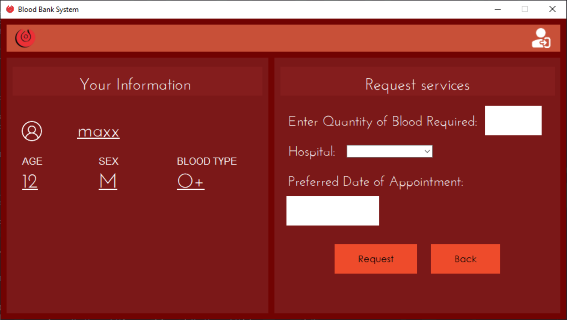 Blood Bank System
Your Information
maxx
AGE SEX BLOOD TYPE
12 M O+
Request services
Enter Quantity of Blood Required:
Hospital:
Preferred Date of Appointment:
Request Back